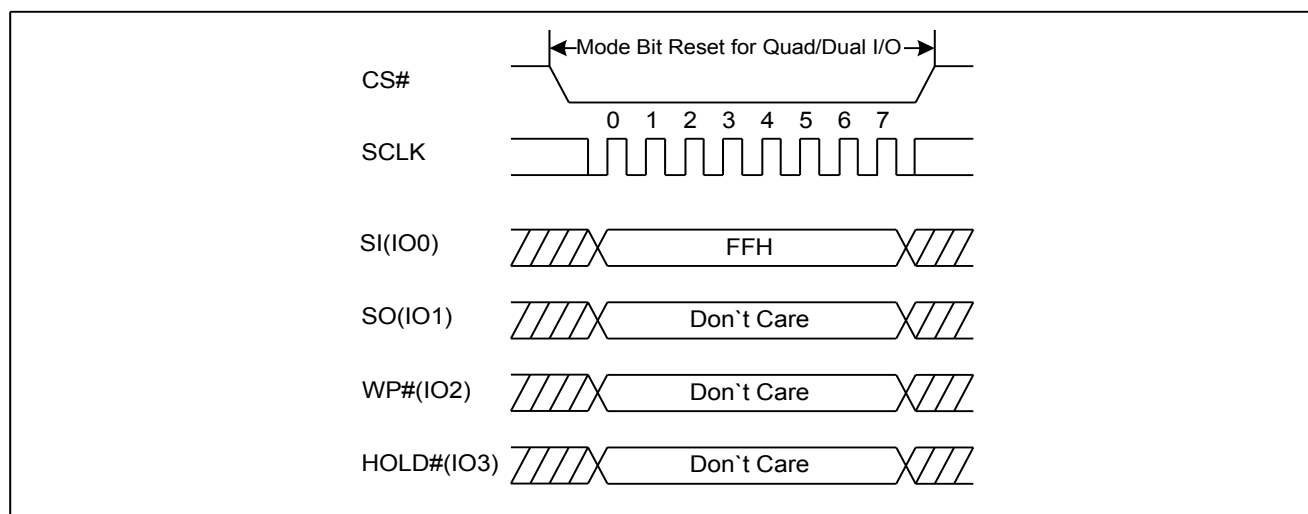 Mode Bit Reset for Quad/Dual I/O
CS#
0 1 2 3 4 5 6 7
SCLK
SI(IO0) FFH
SO(IO1) Don`t Care
WP#(IO2) Don`t Care
HOLD#(IO3) Don`t Care